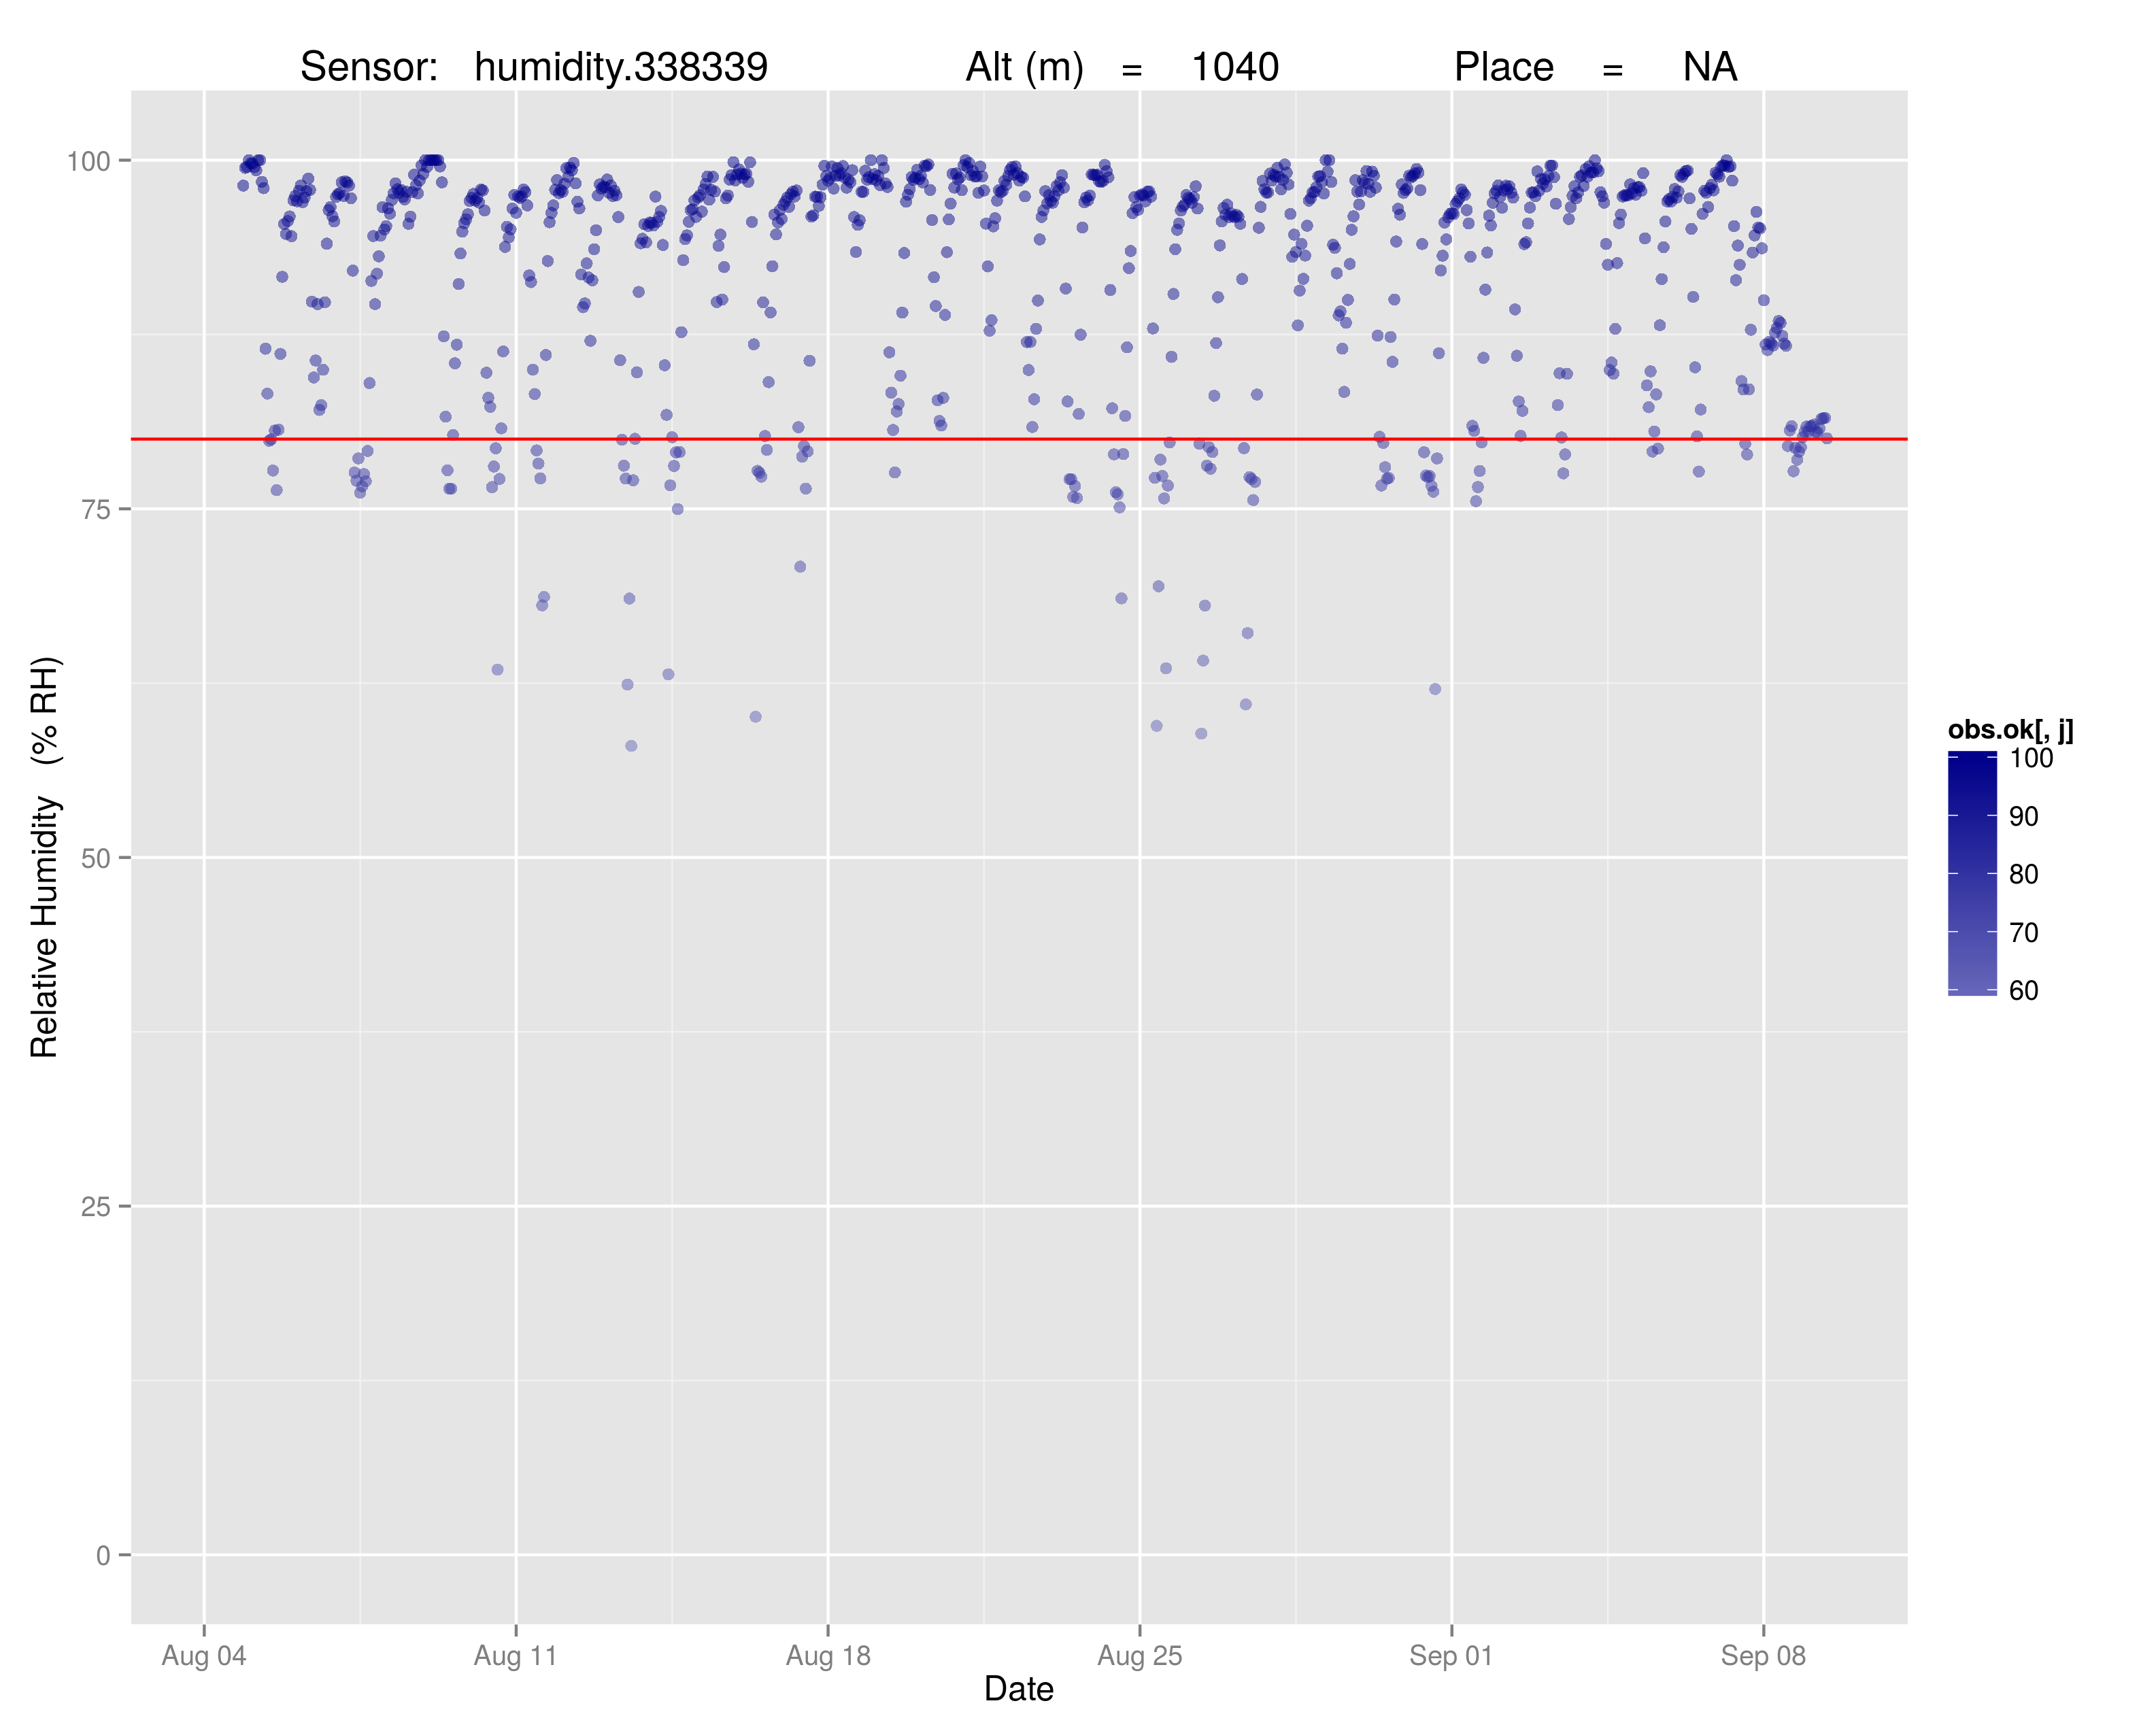 Sensor: humidity.338339 Alt (m) = 1040 Place = NA
100
75
50
25
0
Relative Humidity (% RH)
Aug 04 Aug 11 Aug 18 Aug 25 Sep 01 Sep 08
Date
obs.ok[, j]
100
90
80
70
60